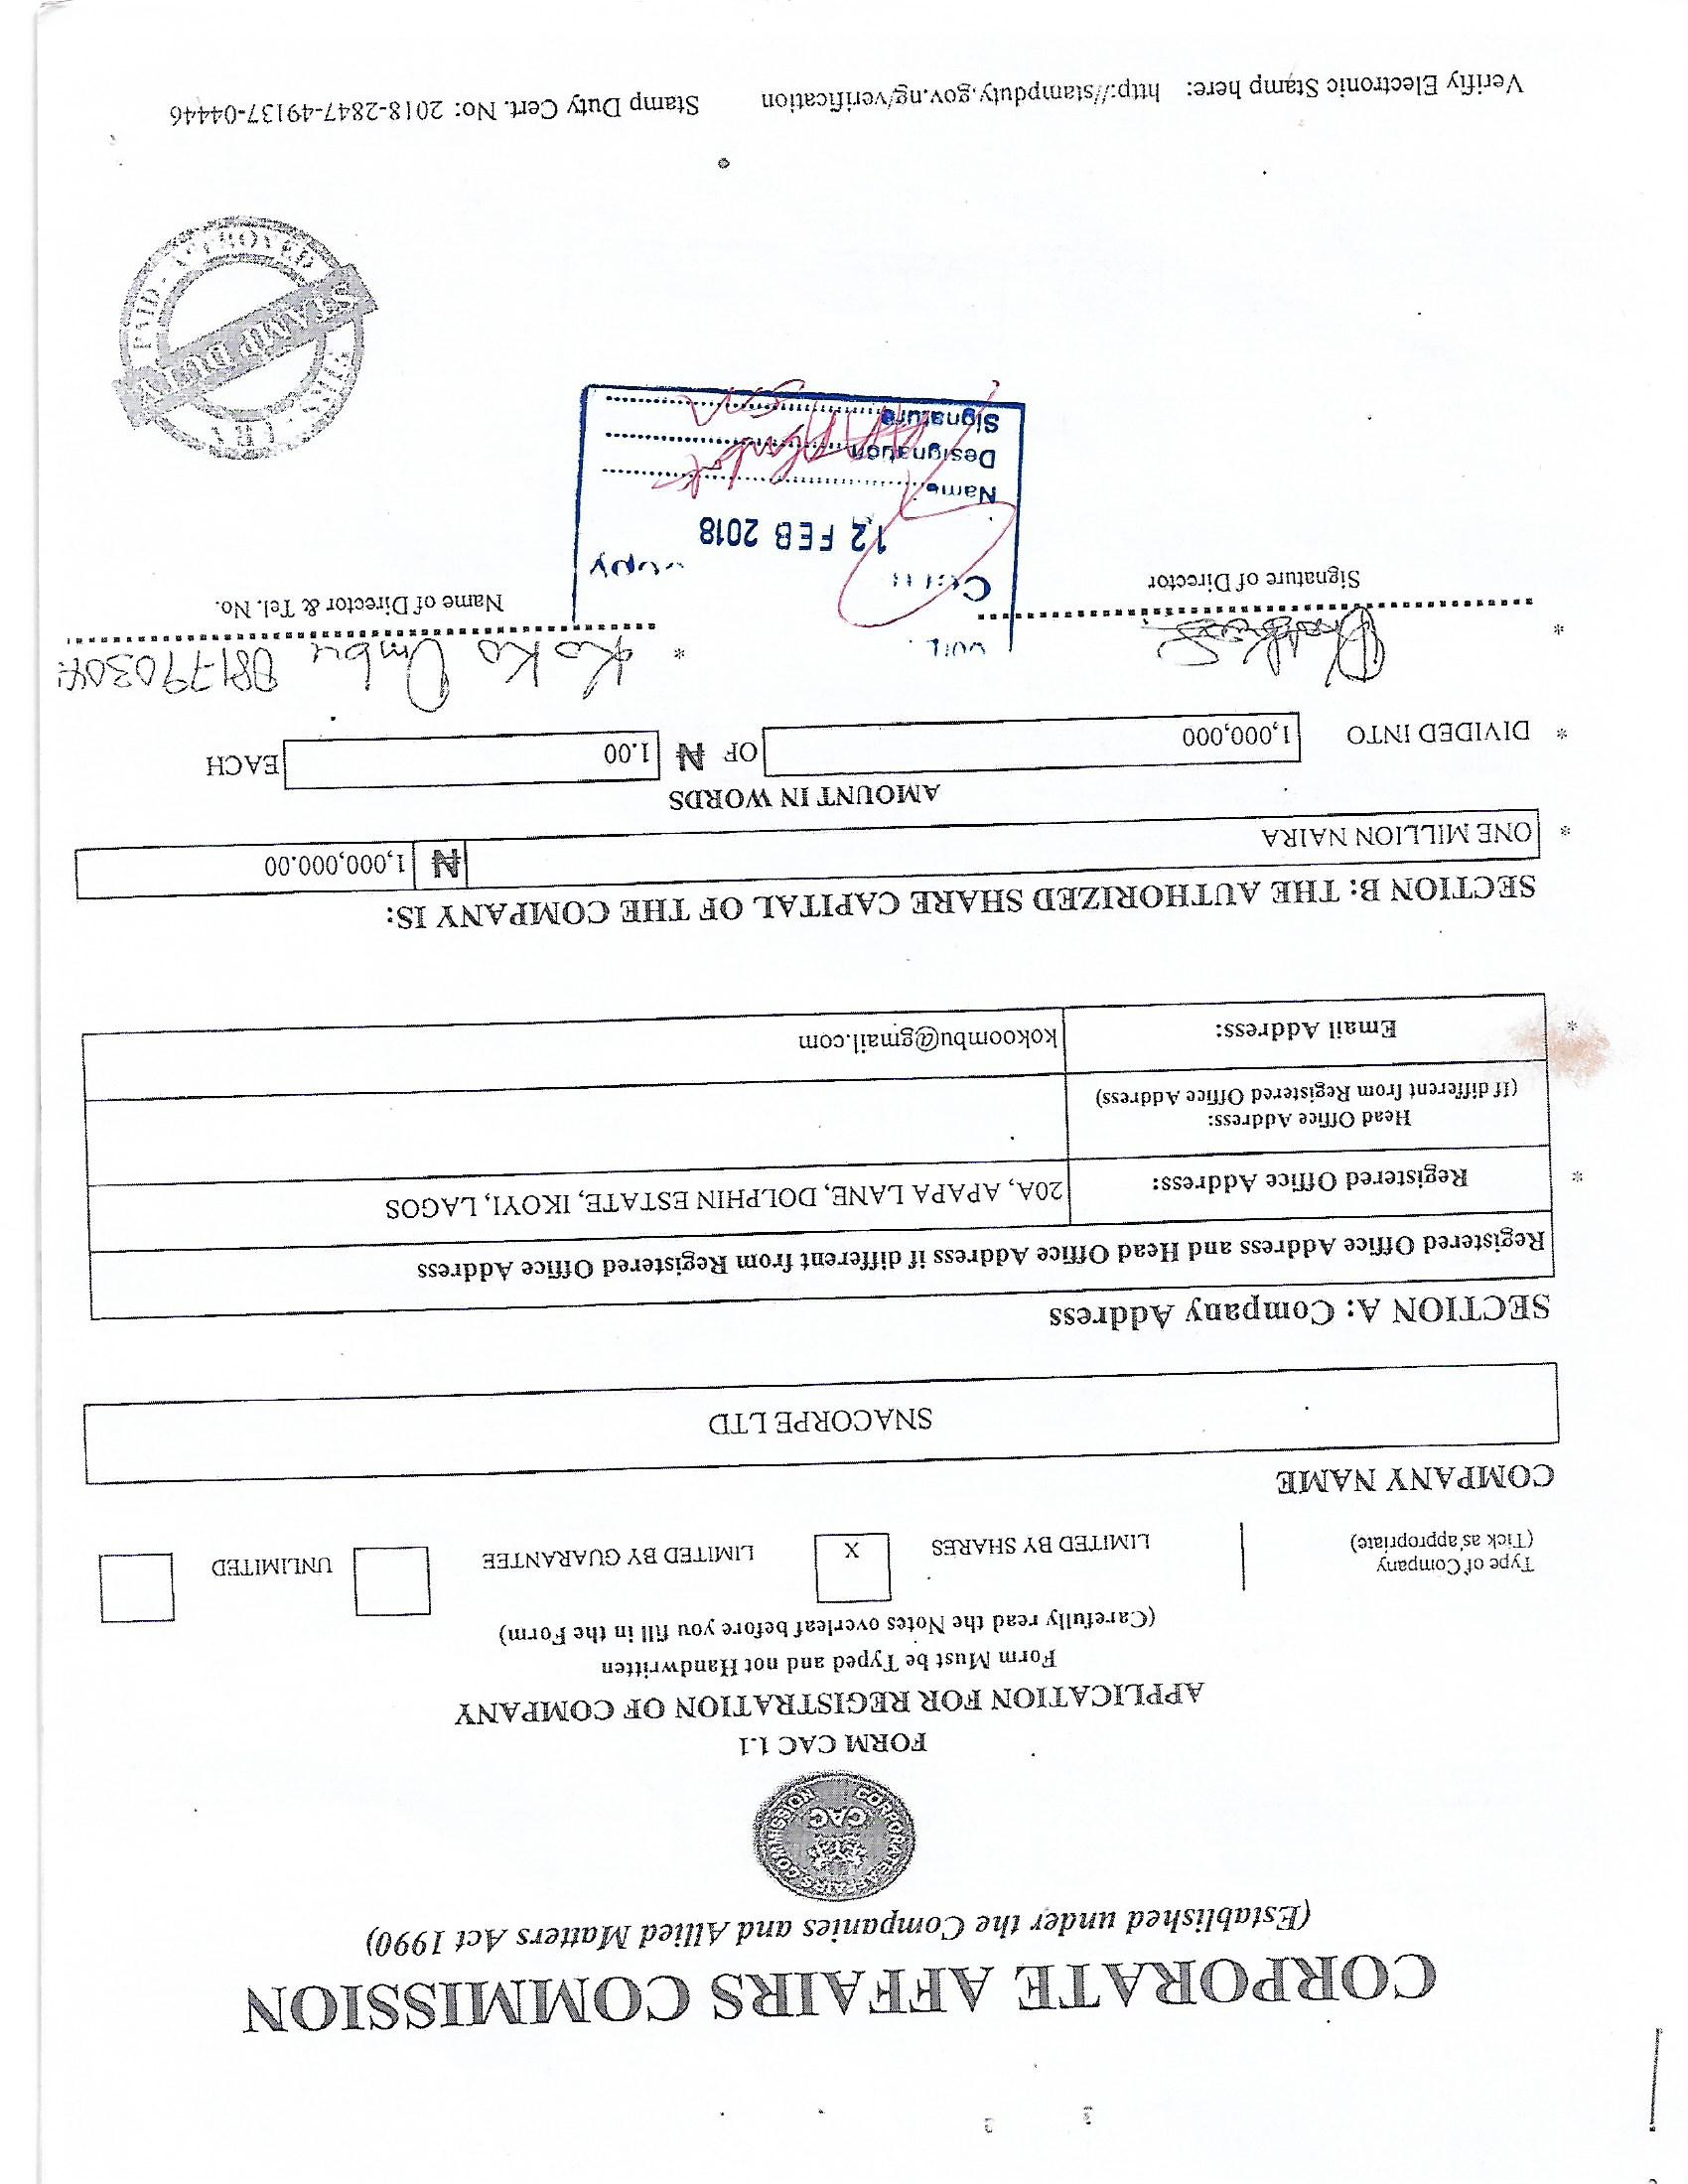 CORPORATE AFFAIRS COMMISSION
(Established under the Companies and Allied Matters Act 1990)
CORPORATE AFFAIRS COMMISSION
CAC
FORM CAC 1.1
APPLICATION FOR REGISTRATION OF COMPANY
Form Must be Typed and not Handwritten
(Carefully read the Notes overleaf before you fill in the Form)
Type of Company
(Tick as appropriate)
LIMITED BY SHARES X LIMITED BY GUARANTEE UNLIMITED
COMPANY NAME
SNACORPE LTD
SECTION A: Company Address
Registered Office Address and Head Office Address if different from Registered Office Address
* Registered Office Address: 20A, APAPA LANE, DOLPHIN ESTATE, IKOYI, LAGOS
Head Office Address:
(If different from Registered Office Address)
* Email Address: kokoombu@gmail.com
SECTION B: THE AUTHORIZED SHARE CAPITAL OF THE COMPANY IS:
* ONE MILLION NAIRA ₦ 1,000,000.00
AMOUNT IN WORDS
* DIVIDED INTO 1,000,000 OF ₦ 1.00 EACH
* * Koko Ombu
Signature of Director Name of Director & Tel. No.
Copy
12 FEB 2018
Name
Designation
Signature
FIRS
STAMP DUTY
PAID - APPROVED
Verifiy Electronic Stamp here: http://stampduty.gov.ng/verification Stamp Duty Cert. No: 2018-2847-49137-04446